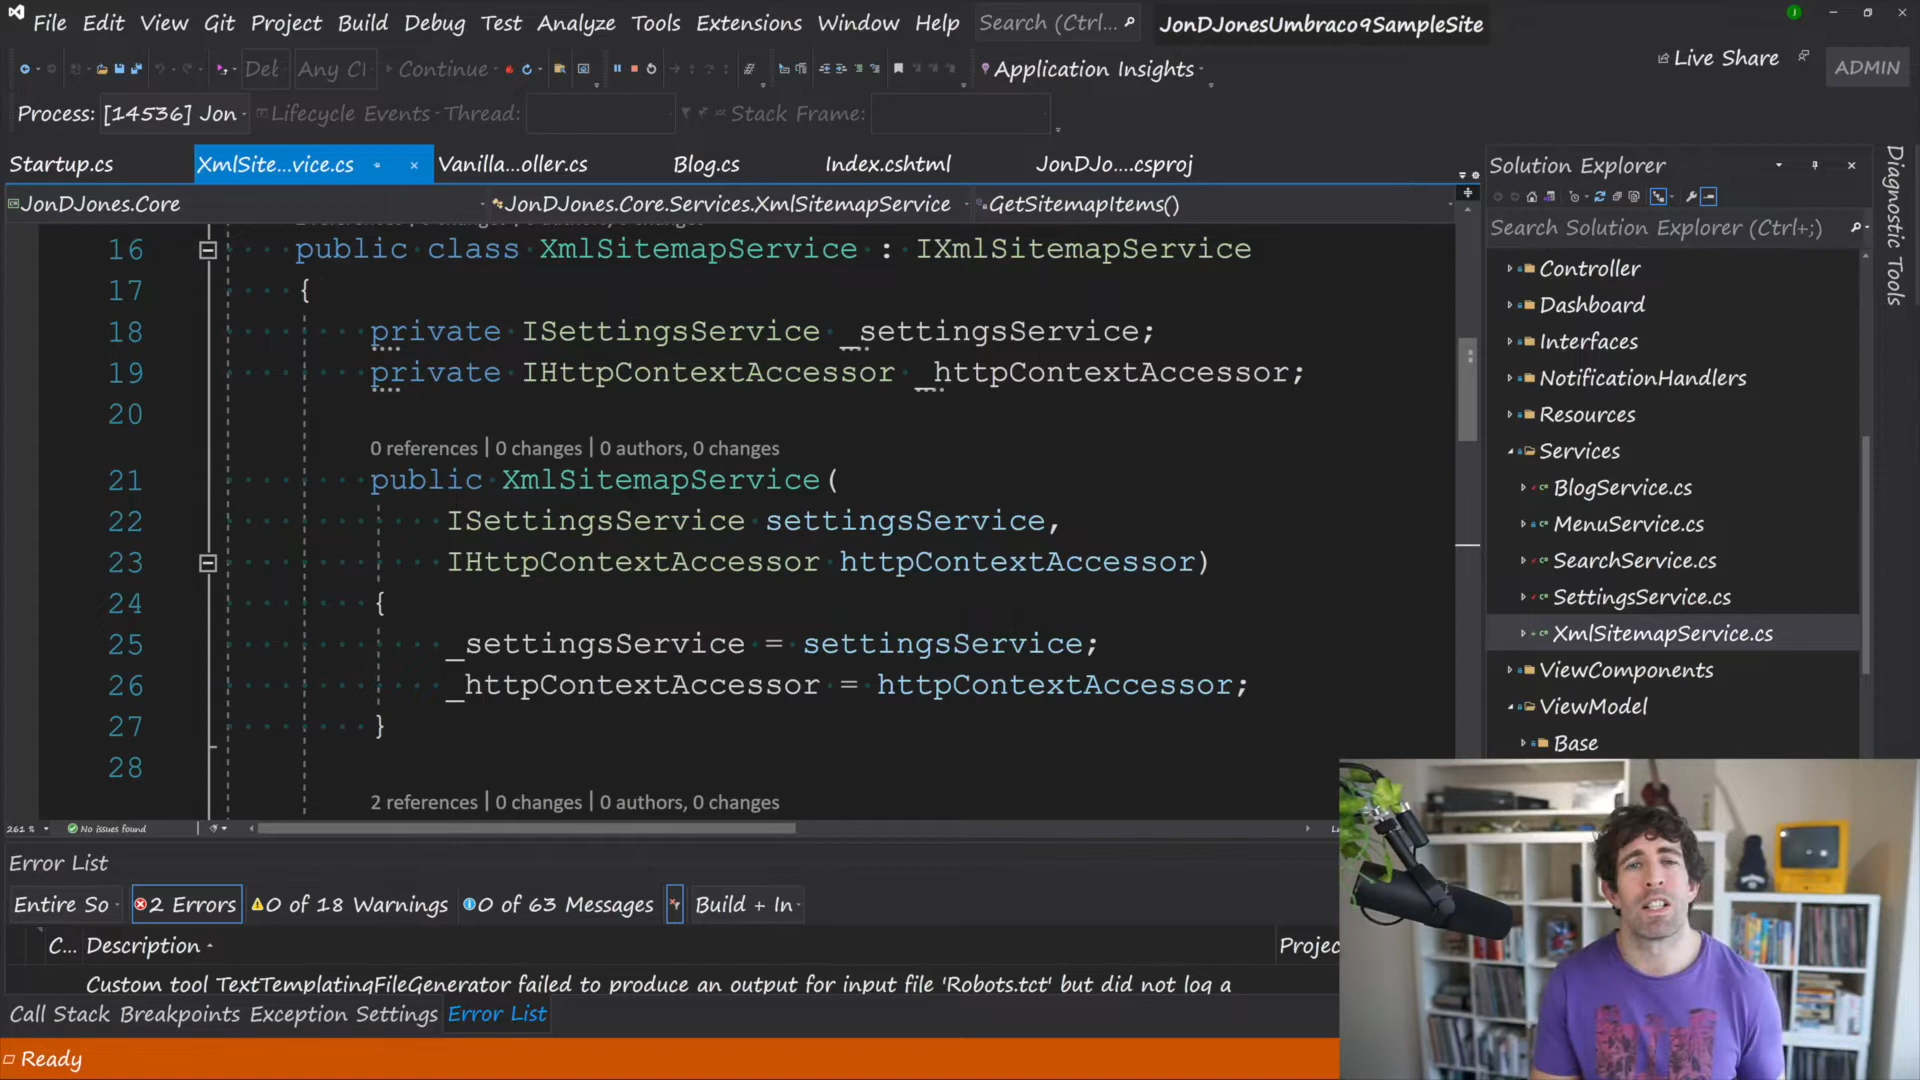 File Edit View Git Project Build Debug Test Analyze Tools Extensions Window Help Search (Ctrl... JonDJonesUmbraco9SampleSite
Live Share ADMIN
Continue Application Insights
Process: [14536] Jon Lifecycle Events Thread: Stack Frame:
Startup.cs XmlSite...vice.cs Vanilla...oller.cs Blog.cs Index.cshtml JonDJo....csproj
JonDJones.Core JonDJones.Core.Services.XmlSitemapService GetSitemapItems()
16 public class XmlSitemapService : IXmlSitemapService
17 {
18 private ISettingsService _settingsService;
19 private IHttpContextAccessor _httpContextAccessor;
20
0 references | 0 changes | 0 authors, 0 changes
21 public XmlSitemapService(
22 ISettingsService settingsService,
23 IHttpContextAccessor httpContextAccessor)
24 {
25 _settingsService = settingsService;
26 _httpContextAccessor = httpContextAccessor;
27 }
28
2 references | 0 changes | 0 authors, 0 changes
261 % No issues found
Solution Explorer
Search Solution Explorer (Ctrl+;)
Controller
Dashboard
Interfaces
NotificationHandlers
Resources
Services
BlogService.cs
MenuService.cs
SearchService.cs
SettingsService.cs
XmlSitemapService.cs
ViewComponents
ViewModel
Base
Diagnostic Tools
Error List
Entire So 2 Errors 0 of 18 Warnings 0 of 63 Messages Build + In
C... Description Projec
Custom tool TextTemplatingFileGenerator failed to produce an output for input file 'Robots.txt' but did not log a
Call Stack Breakpoints Exception Settings Error List
Ready